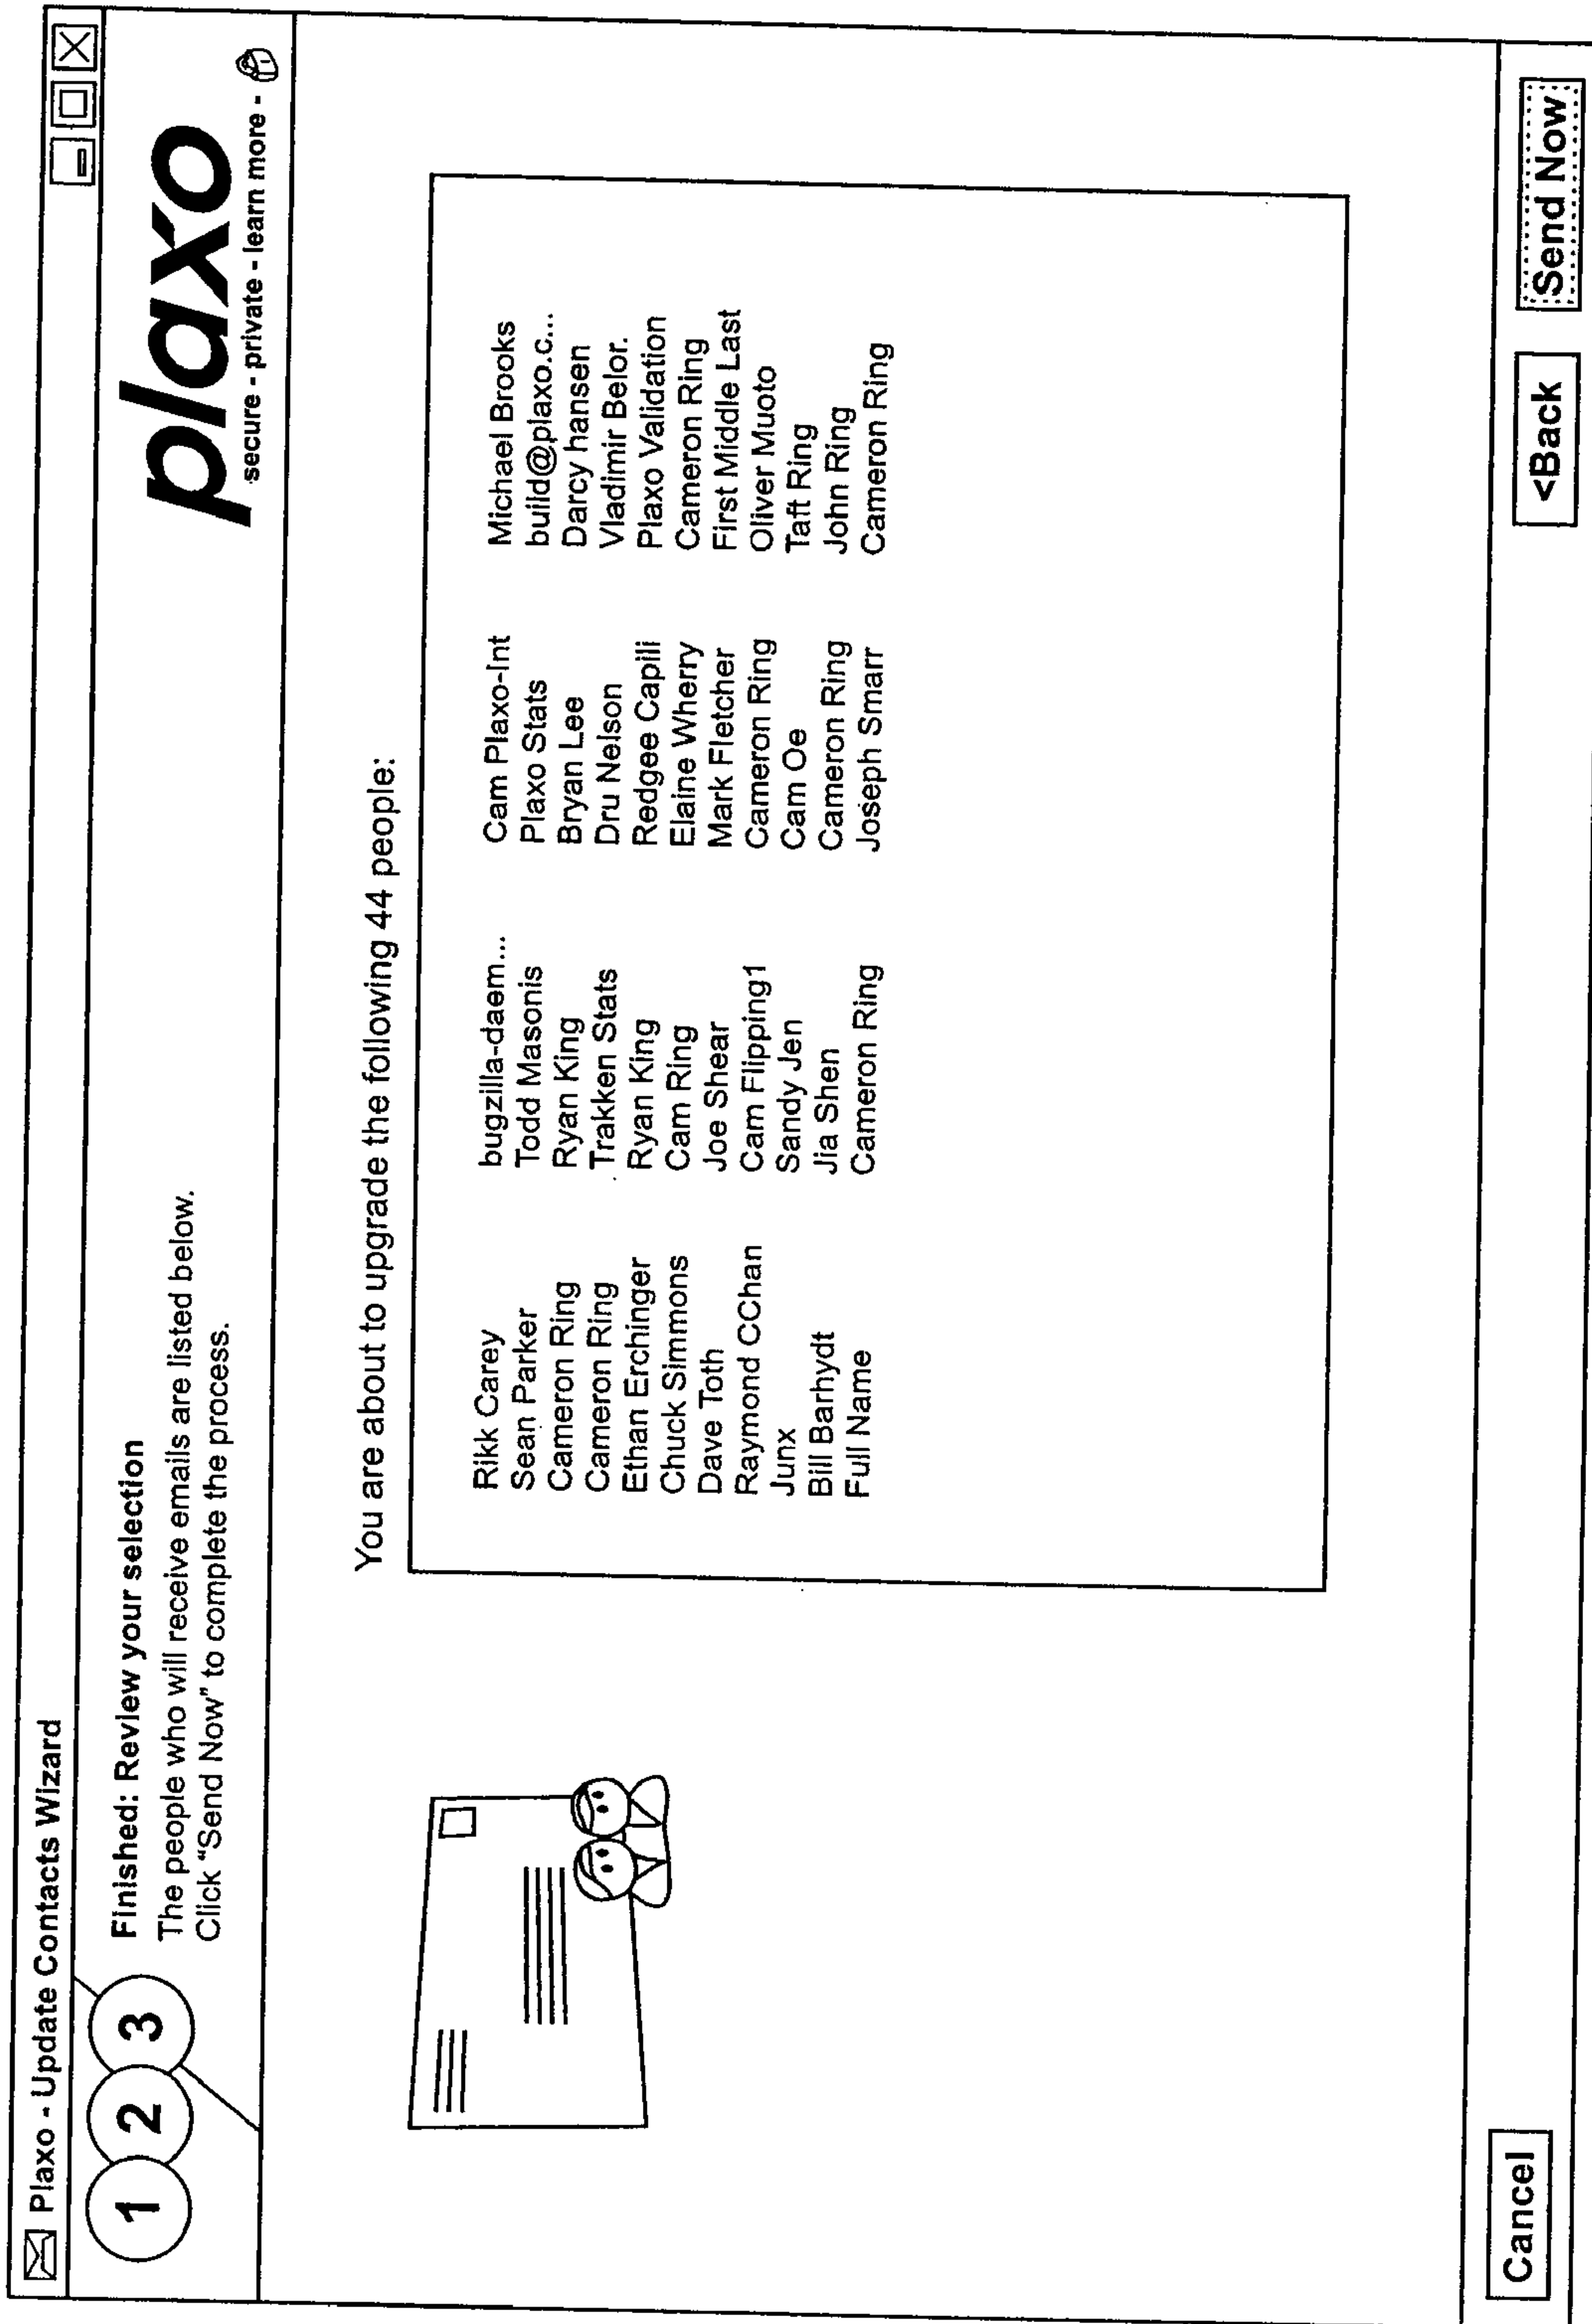 Plaxo - Update Contacts Wizard
1 2 3
Finished: Review your selection
The people who will receive emails are listed below.
Click "Send Now" to complete the process.
plaxo
secure - private - learn more -
You are about to upgrade the following 44 people:
Rikk Carey
Sean Parker
Cameron Ring
Cameron Ring
Ethan Erchinger
Chuck Simmons
Dave Toth
Raymond CChan
Junx
Bill Barhydt
Full Name
bugzilla-daem...
Todd Masonis
Ryan King
Trakken Stats
Ryan King
Cam Ring
Joe Shear
Cam Flipping1
Sandy Jen
Jia Shen
Cameron Ring
Cam Plaxo-Int
Plaxo Stats
Bryan Lee
Dru Nelson
Redgee Capili
Elaine Wherry
Mark Fletcher
Cameron Ring
Cam Oe
Cameron Ring
Joseph Smarr
Michael Brooks
build@plaxo.c...
Darcy hansen
Vladimir Belor.
Plaxo Validation
Cameron Ring
First Middle Last
Oliver Muoto
Taft Ring
John Ring
Cameron Ring
Cancel
<Back
Send Now